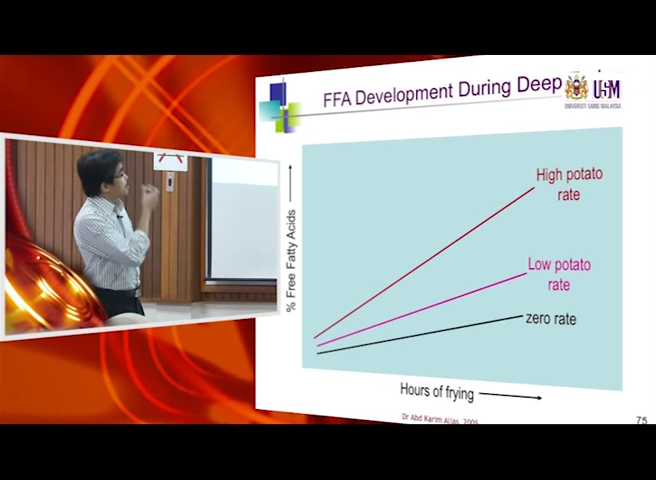 FFA Development During Deep
USM
UNIVERSITI SAINS MALAYSIA
% Free Fatty Acids
High potato
rate
Low potato
rate
zero rate
Hours of frying
Dr Abd Karim Alias, 2005
75